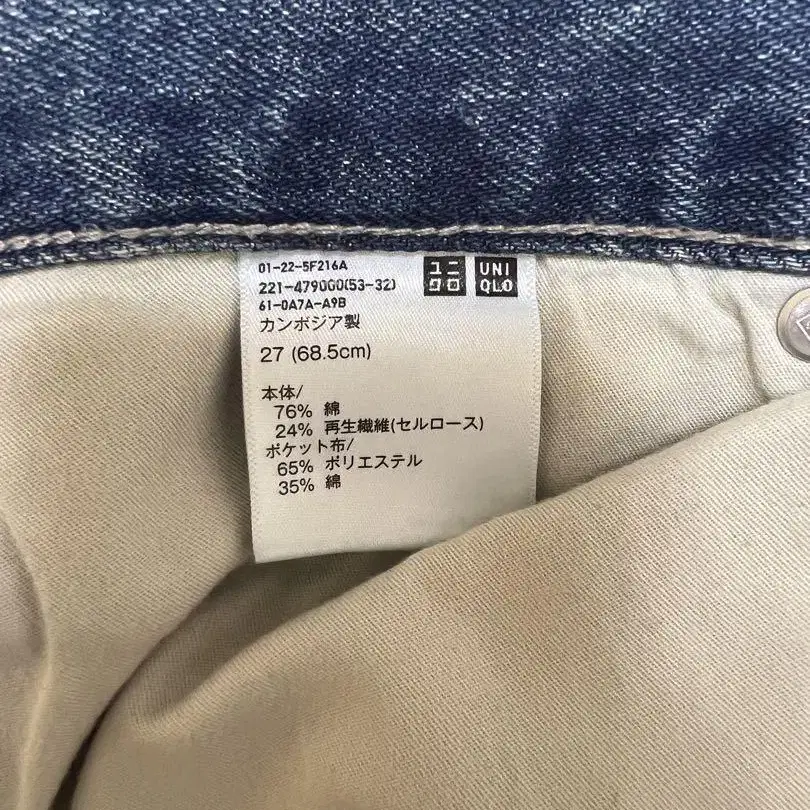 01-22-5F216A
ユニ
クロ
UNI
QLO
221-479000(53-32)
61-0A7A-A9B
カンボジア製
27 (68.5cm)
本体/
76% 綿
24% 再生繊維(セルロース)
ポケット布/
65% ポリエステル
35% 綿